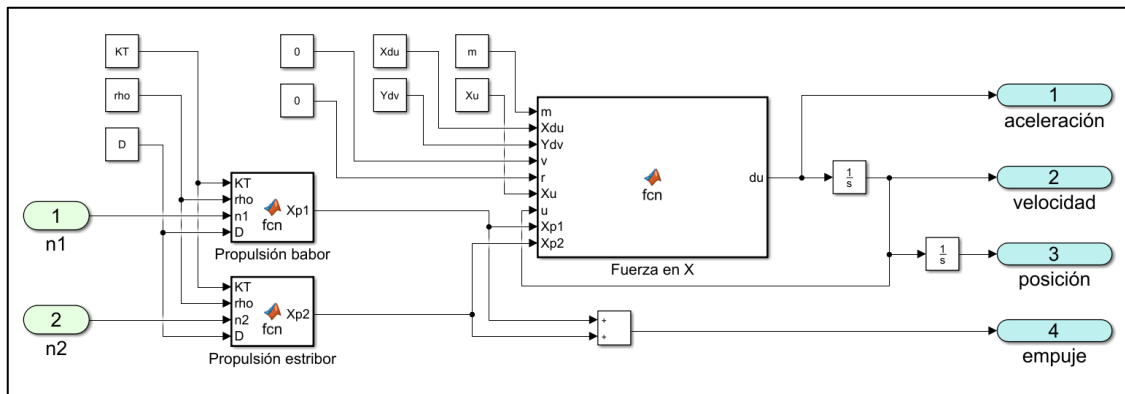 KT
rho
D
0
0
Xdu
Ydv
m
Xu
1
n1
2
n2
KT
rho
n1
D
fcn
Xp1
Propulsión babor
KT
rho
n2
D
fcn
Xp2
Propulsión estribor
m
Xdu
Ydv
v
r
Xu
u
Xp1
Xp2
fcn
du
Fuerza en X
1
s
1
s
+
+
1
aceleración
2
velocidad
3
posición
4
empuje